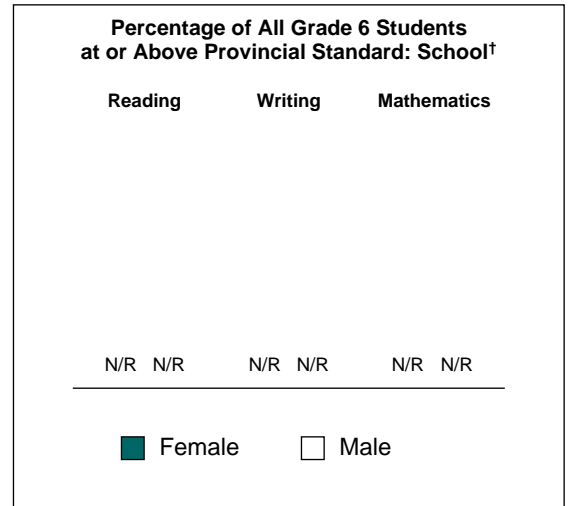 Percentage of All Grade 6 Students
at or Above Provincial Standard: School†
Reading Writing Mathematics
N/R N/R N/R N/R N/R N/R
Female Male